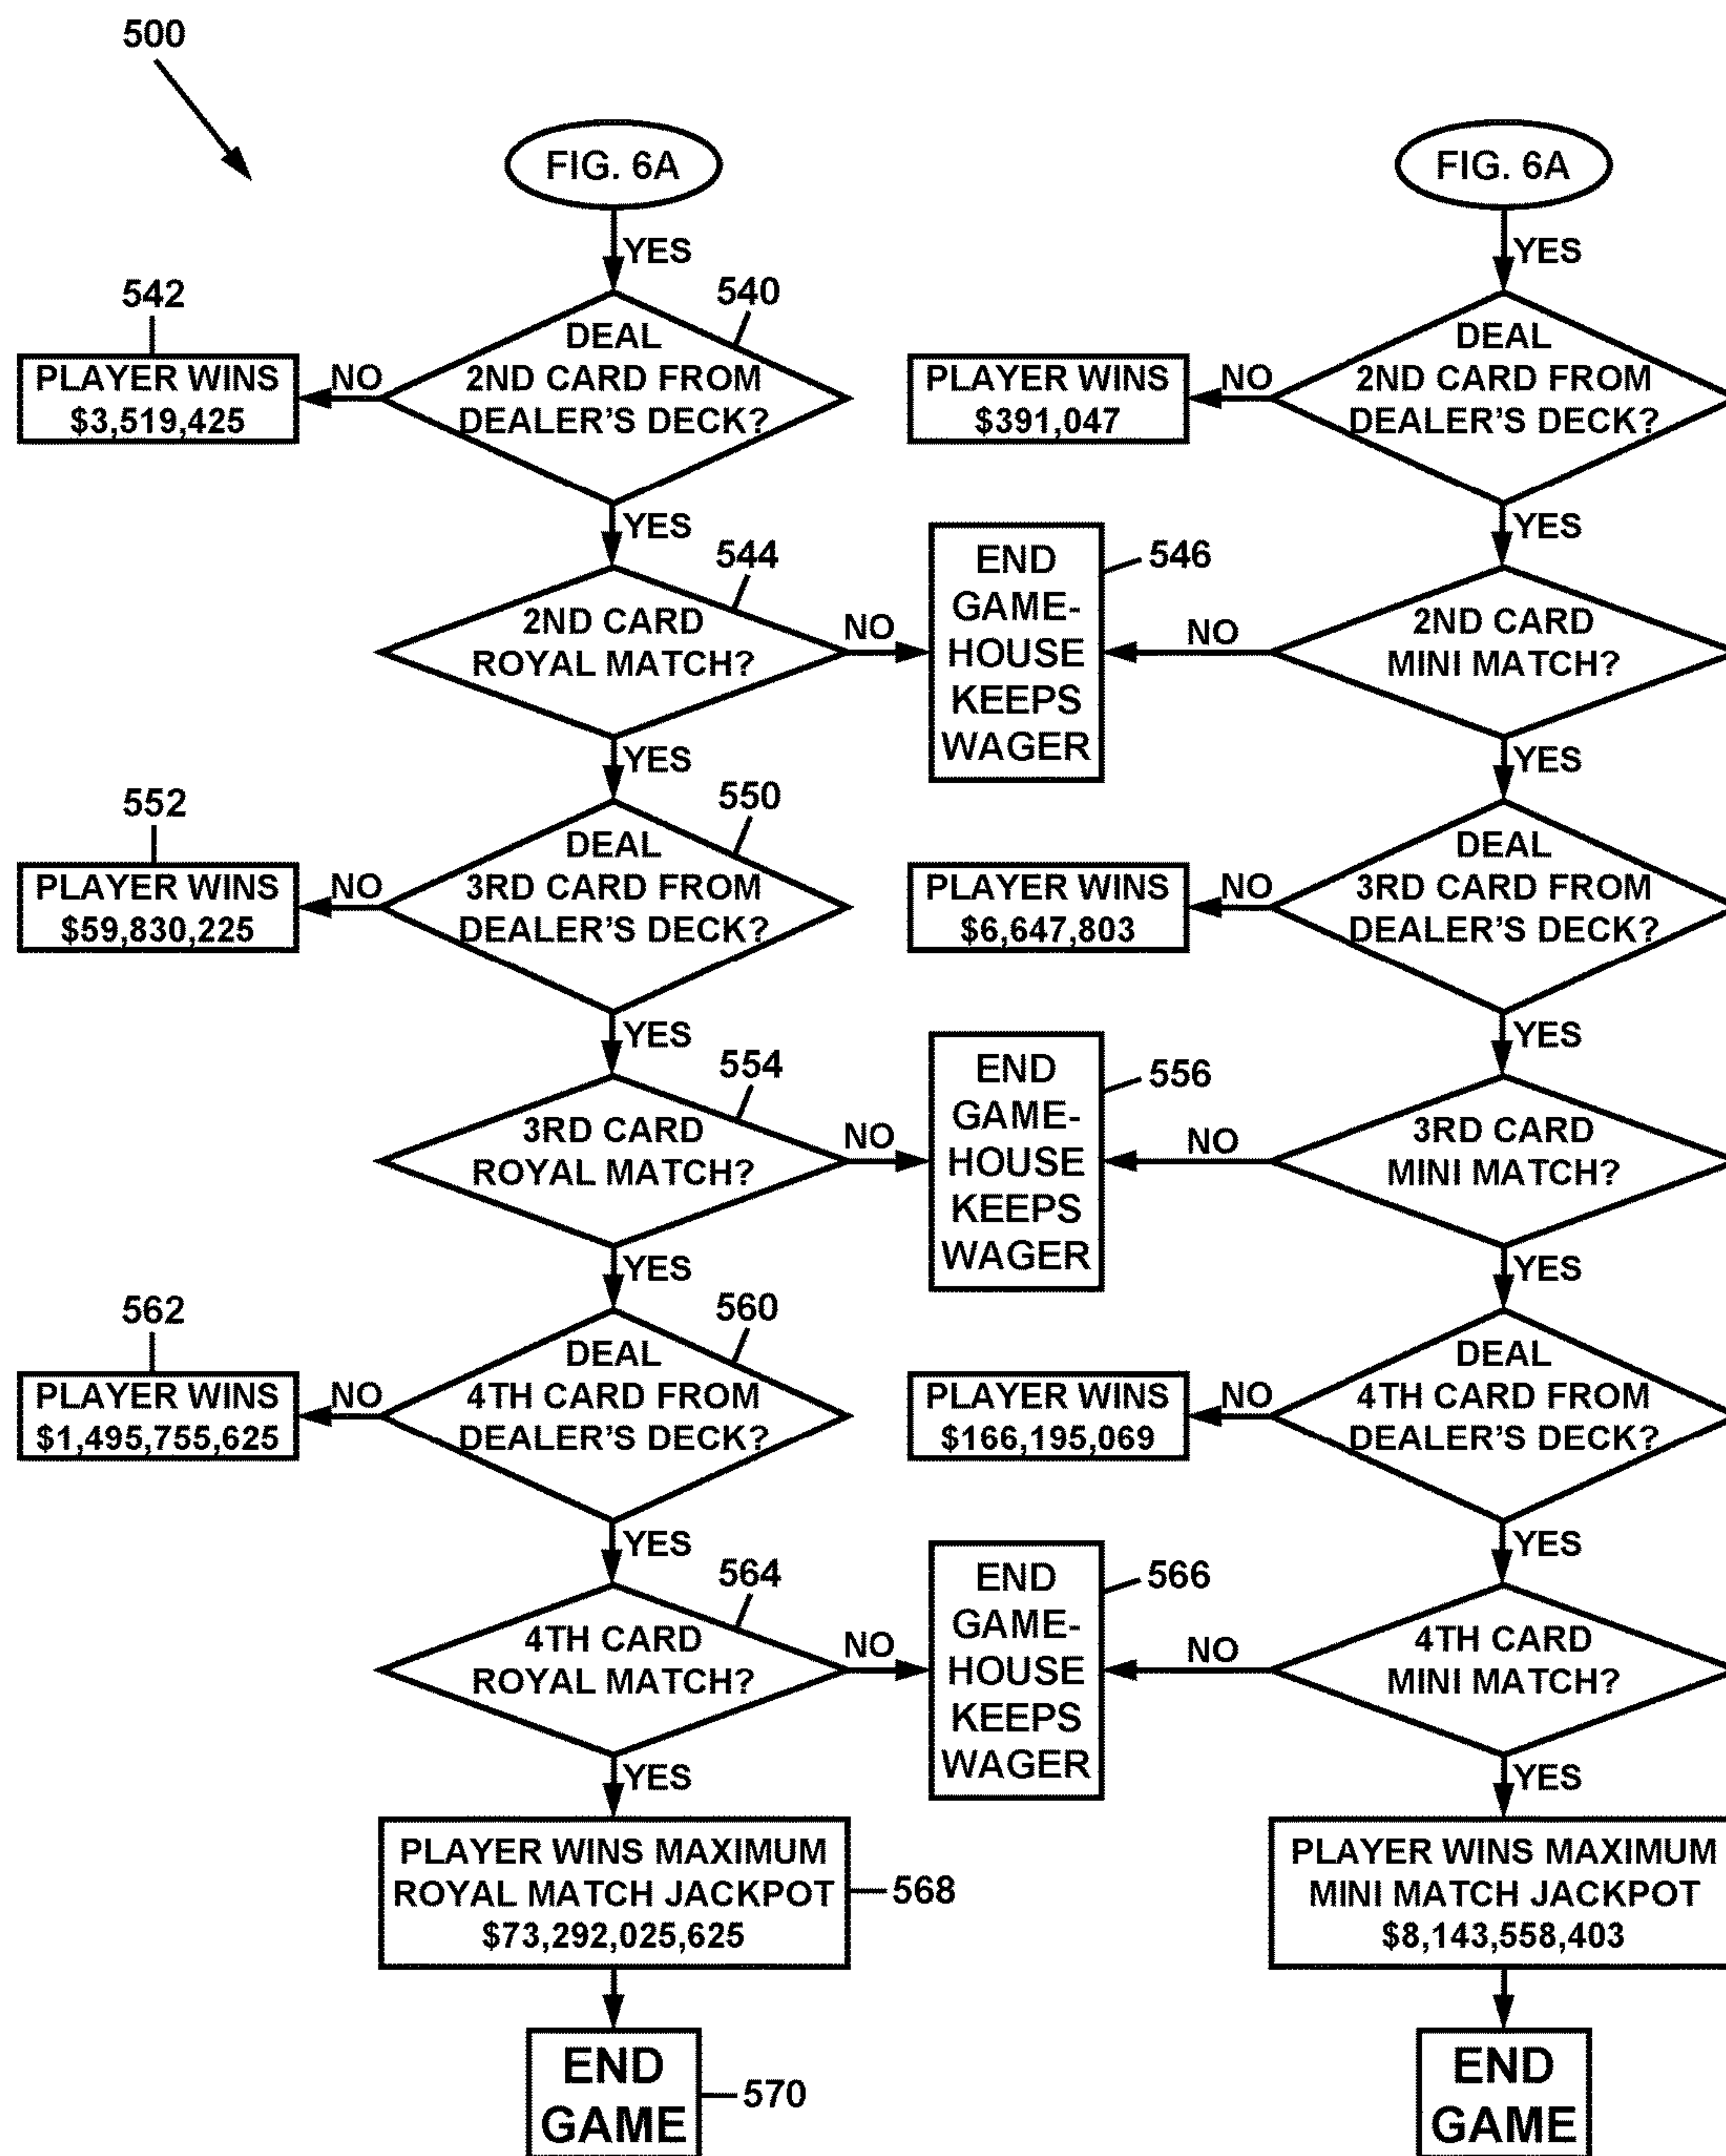 500
FIG. 6A
FIG. 6A
YES
YES
542
540
DEAL
2ND CARD FROM
DEALER'S DECK?
NO
PLAYER WINS
$3,519,425
DEAL
2ND CARD FROM
DEALER'S DECK?
NO
PLAYER WINS
$391,047
YES
YES
544
2ND CARD
ROYAL MATCH?
NO
END
GAME-
HOUSE
KEEPS
WAGER
546
NO
2ND CARD
MINI MATCH?
YES
YES
552
550
DEAL
3RD CARD FROM
DEALER'S DECK?
NO
PLAYER WINS
$59,830,225
DEAL
3RD CARD FROM
DEALER'S DECK?
NO
PLAYER WINS
$6,647,803
YES
YES
554
3RD CARD
ROYAL MATCH?
NO
END
GAME-
HOUSE
KEEPS
WAGER
556
NO
3RD CARD
MINI MATCH?
YES
YES
562
560
DEAL
4TH CARD FROM
DEALER'S DECK?
NO
PLAYER WINS
$1,495,755,625
DEAL
4TH CARD FROM
DEALER'S DECK?
NO
PLAYER WINS
$166,195,069
YES
YES
564
4TH CARD
ROYAL MATCH?
NO
END
GAME-
HOUSE
KEEPS
WAGER
566
NO
4TH CARD
MINI MATCH?
YES
YES
PLAYER WINS MAXIMUM
ROYAL MATCH JACKPOT
$73,292,025,625
568
PLAYER WINS MAXIMUM
MINI MATCH JACKPOT
$8,143,558,403
END
GAME
570
END
GAME